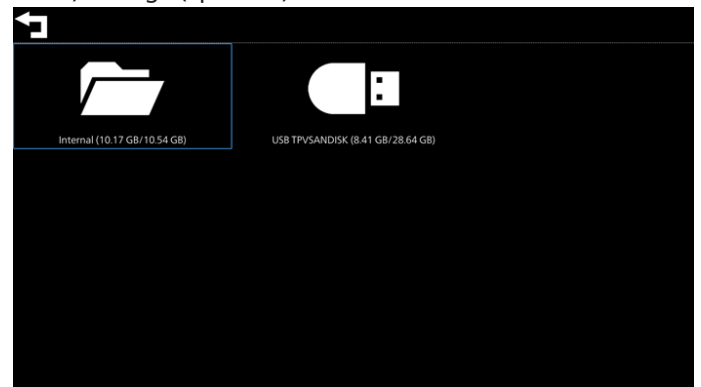 Internal (10.17 GB/10.54 GB)
USB TPVSANDISK (8.41 GB/28.64 GB)